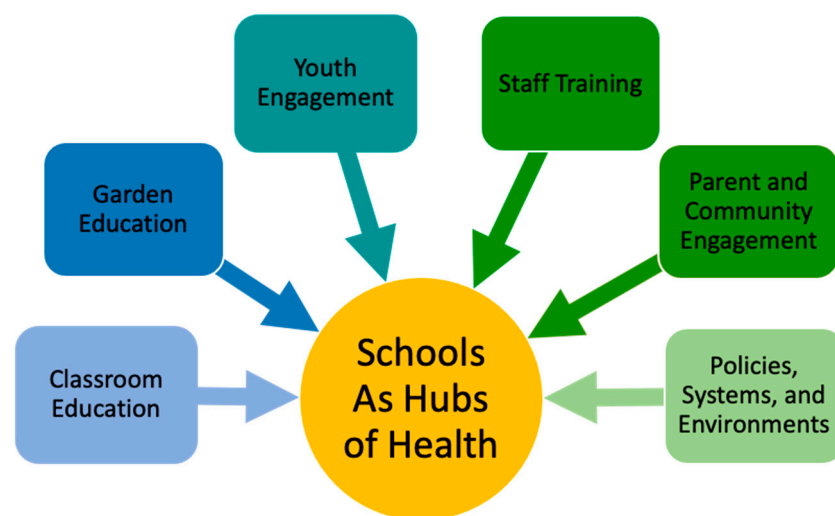 Youth
Engagement
Staff Training
Garden
Education
Parent and
Community
Engagement
Classroom
Education
Schools
As Hubs
of Health
Policies,
Systems, and
Environments